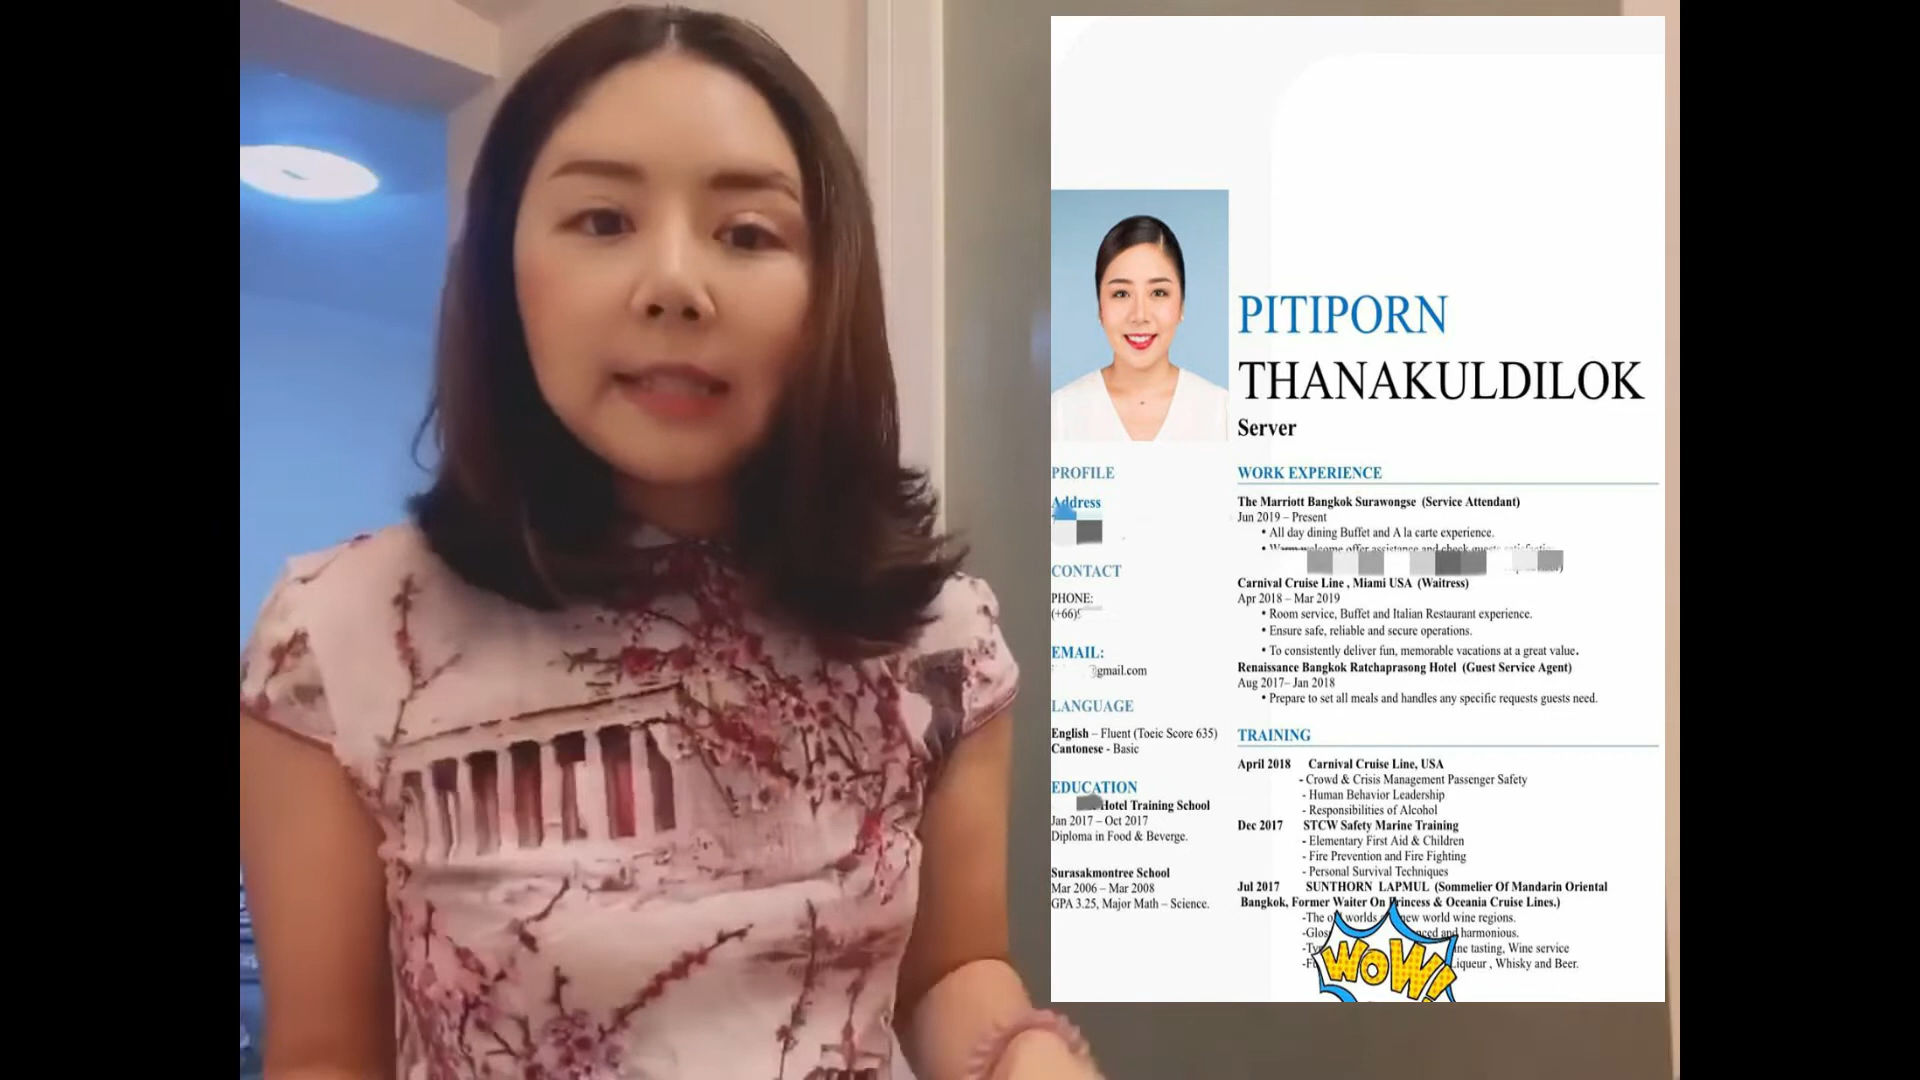 PITIPORN
THANAKULDILOK
Server
PROFILE
Address
CONTACT
PHONE:
(+66)
EMAIL:
@gmail.com
LANGUAGE
English – Fluent (Toeic Score 635)
Cantonese - Basic
EDUCATION
Hotel Training School
Jan 2017 – Oct 2017
Diploma in Food & Beverge.
Surasakmontree School
Mar 2006 – Mar 2008
GPA 3.25, Major Math – Science.
WORK EXPERIENCE
The Marriott Bangkok Surawongse (Service Attendant)
Jun 2019 – Present
• All day dining Buffet and A la carte experience.
• Warm welcome offer assistance and check guests
Carnival Cruise Line , Miami USA (Waitress)
Apr 2018 – Mar 2019
• Room service, Buffet and Italian Restaurant experience.
• Ensure safe, reliable and secure operations.
• To consistently deliver fun, memorable vacations at a great value.
Renaissance Bangkok Ratchaprasong Hotel (Guest Service Agent)
Aug 2017– Jan 2018
• Prepare to set all meals and handles any specific requests guests need.
TRAINING
April 2018 Carnival Cruise Line, USA
- Crowd & Crisis Management Passenger Safety
- Human Behavior Leadership
- Responsibilities of Alcohol
Dec 2017 STCW Safety Marine Training
- Elementary First Aid & Children
- Fire Prevention and Fire Fighting
- Personal Survival Techniques
Jul 2017 SUNTHORN LAPMUL (Sommelier Of Mandarin Oriental
Bangkok, Former Waiter On Princess & Oceania Cruise Lines.)
-The worlds new world wine regions.
and harmonious.
tasting, Wine service
Liqueur , Whisky and Beer.
WOW!